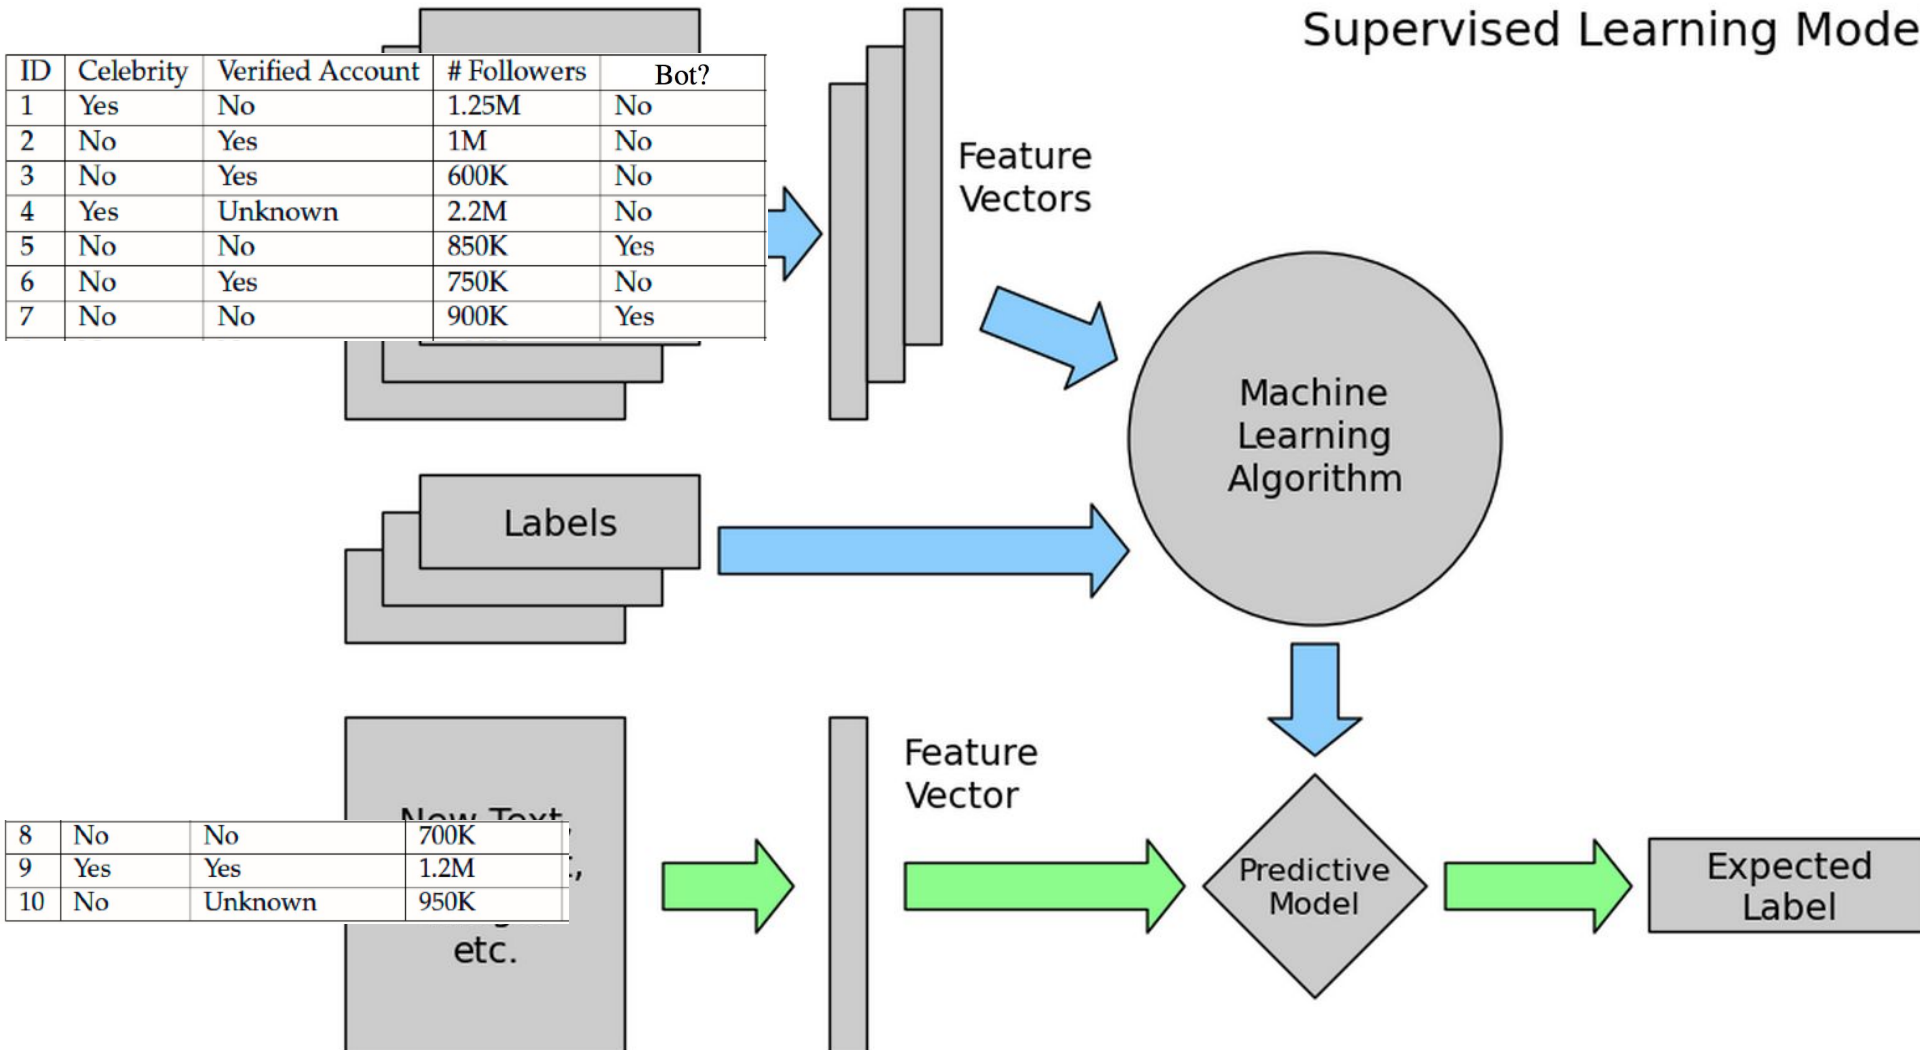 Supervised Learning Mode
ID Celebrity Verified Account # Followers Bot?
1 Yes No 1.25M No
2 No Yes 1M No
3 No Yes 600K No
4 Yes Unknown 2.2M No
5 No No 850K Yes
6 No Yes 750K No
7 No No 900K Yes
Feature
Vectors
Machine
Learning
Algorithm
Labels
Feature
Vector
New Text,
8 No No 700K
9 Yes Yes 1.2M
10 No Unknown 950K
etc.
Predictive
Model
Expected
Label